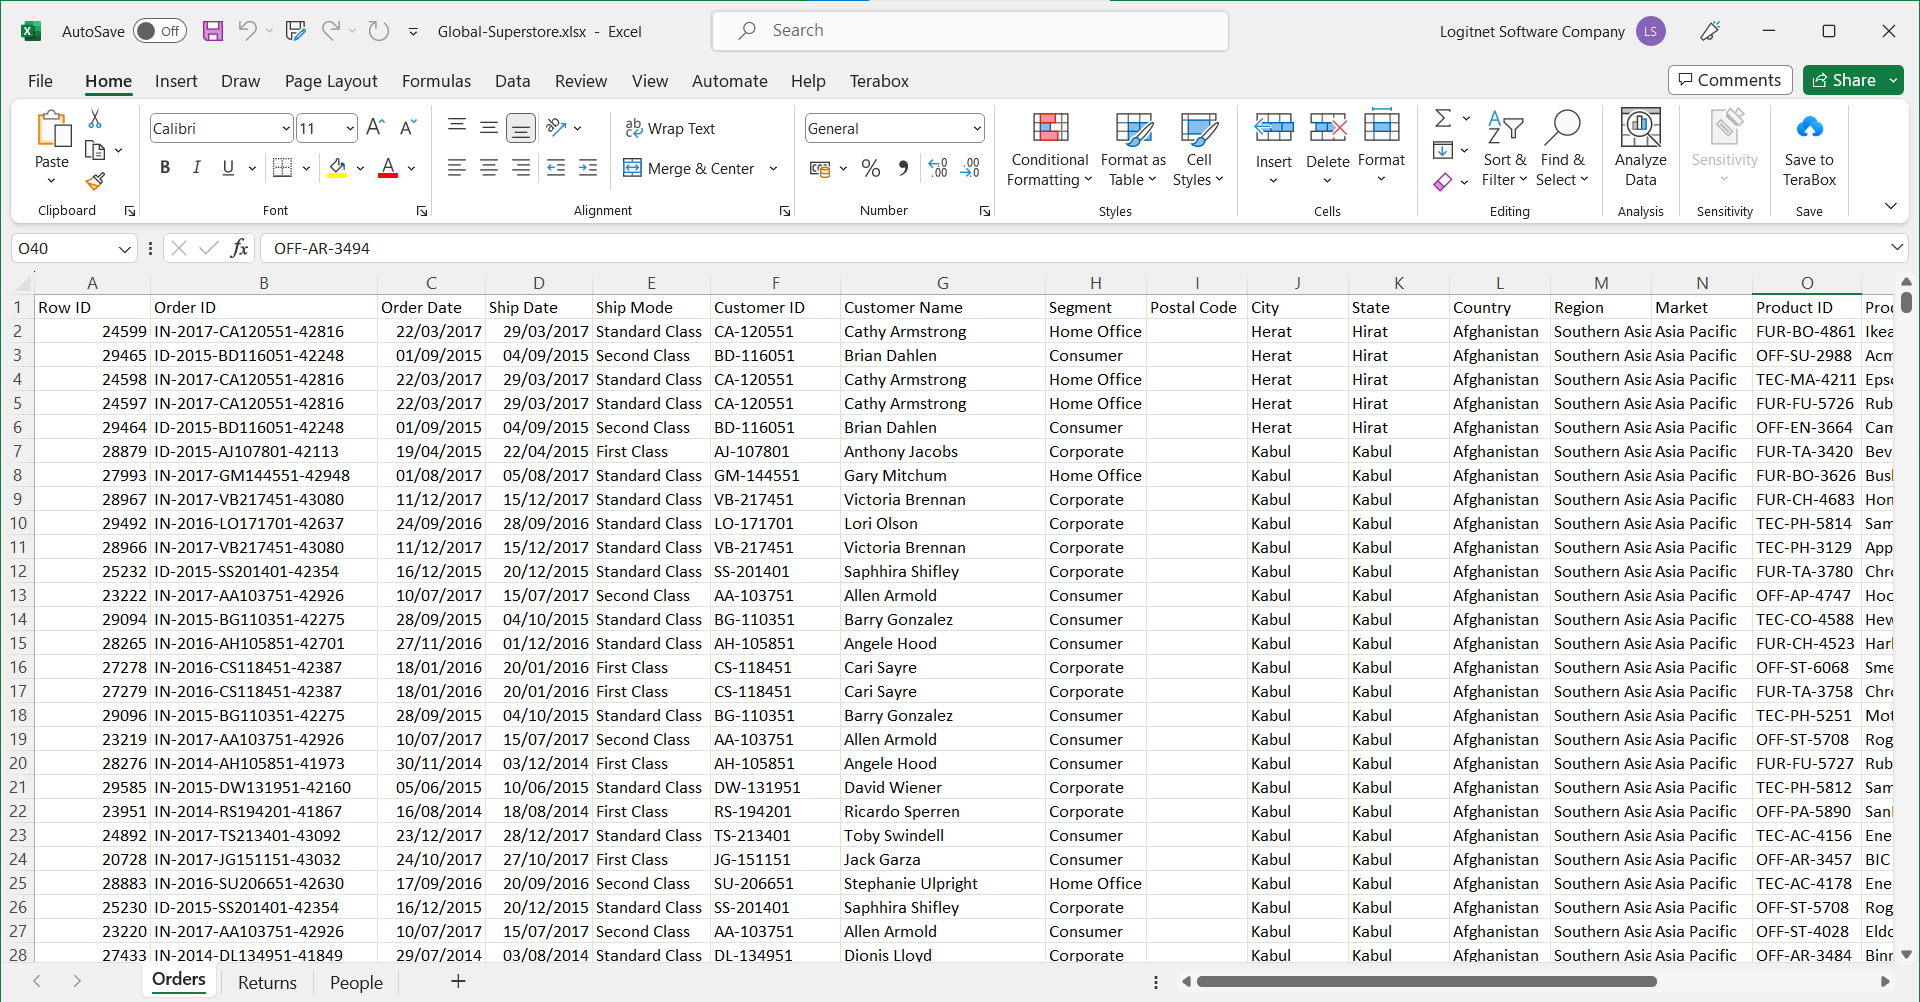 AutoSave Off Global-Superstore.xlsx - Excel Search Logitnet Software Company LS
File Home Insert Draw Page Layout Formulas Data Review View Automate Help Terabox Comments Share
Paste Calibri 11 Wrap Text General Conditional Formatting Format as Table Cell Styles Insert Delete Format Sort & Filter Find & Select Analyze Data Sensitivity Save to TeraBox
B I U A Merge & Center
Clipboard Font Alignment Number Styles Cells Editing Analysis Sensitivity Save
O40 fx OFF-AR-3494
A B C D E F G H I J K L M N O
1 Row ID Order ID Order Date Ship Date Ship Mode Customer ID Customer Name Segment Postal Code City State Country Region Market Product ID
2 24599 IN-2017-CA120551-42816 22/03/2017 29/03/2017 Standard Class CA-120551 Cathy Armstrong Home Office Herat Hirat Afghanistan Southern Asia Asia Pacific FUR-BO-4861 Ikea
3 29465 ID-2015-BD116051-42248 01/09/2015 04/09/2015 Second Class BD-116051 Brian Dahlen Consumer Herat Hirat Afghanistan Southern Asia Asia Pacific OFF-SU-2988
4 24598 IN-2017-CA120551-42816 22/03/2017 29/03/2017 Standard Class CA-120551 Cathy Armstrong Home Office Herat Hirat Afghanistan Southern Asia Asia Pacific TEC-MA-4211
5 24597 IN-2017-CA120551-42816 22/03/2017 29/03/2017 Standard Class CA-120551 Cathy Armstrong Home Office Herat Hirat Afghanistan Southern Asia Asia Pacific FUR-FU-5726
6 29464 ID-2015-BD116051-42248 01/09/2015 04/09/2015 Second Class BD-116051 Brian Dahlen Consumer Herat Hirat Afghanistan Southern Asia Asia Pacific OFF-EN-3664
7 28879 ID-2015-AJ107801-42113 19/04/2015 22/04/2015 First Class AJ-107801 Anthony Jacobs Corporate Kabul Kabul Afghanistan Southern Asia Asia Pacific FUR-TA-3420
8 27993 IN-2017-GM144551-42948 01/08/2017 05/08/2017 Standard Class GM-144551 Gary Mitchum Home Office Kabul Kabul Afghanistan Southern Asia Asia Pacific FUR-BO-3626
9 28967 IN-2017-VB217451-43080 11/12/2017 15/12/2017 Standard Class VB-217451 Victoria Brennan Corporate Kabul Kabul Afghanistan Southern Asia Asia Pacific FUR-CH-4683
10 29492 IN-2016-LO171701-42637 24/09/2016 28/09/2016 Standard Class LO-171701 Lori Olson Corporate Kabul Kabul Afghanistan Southern Asia Asia Pacific TEC-PH-5814
11 28966 IN-2017-VB217451-43080 11/12/2017 15/12/2017 Standard Class VB-217451 Victoria Brennan Corporate Kabul Kabul Afghanistan Southern Asia Asia Pacific TEC-PH-3129
12 25232 ID-2015-SS201401-42354 16/12/2015 20/12/2015 Standard Class SS-201401 Saphhira Shifley Corporate Kabul Kabul Afghanistan Southern Asia Asia Pacific FUR-TA-3780
13 23222 IN-2017-AA103751-42926 10/07/2017 15/07/2017 Second Class AA-103751 Allen Armold Consumer Kabul Kabul Afghanistan Southern Asia Asia Pacific OFF-AP-4747
14 29094 IN-2015-BG110351-42275 28/09/2015 04/10/2015 Standard Class BG-110351 Barry Gonzalez Consumer Kabul Kabul Afghanistan Southern Asia Asia Pacific TEC-CO-4588
15 28265 IN-2016-AH105851-42701 27/11/2016 01/12/2016 Standard Class AH-105851 Angele Hood Consumer Kabul Kabul Afghanistan Southern Asia Asia Pacific FUR-CH-4523
16 27278 IN-2016-CS118451-42387 18/01/2016 20/01/2016 First Class CS-118451 Cari Sayre Corporate Kabul Kabul Afghanistan Southern Asia Asia Pacific OFF-ST-6068
17 27279 IN-2016-CS118451-42387 18/01/2016 20/01/2016 First Class CS-118451 Cari Sayre Corporate Kabul Kabul Afghanistan Southern Asia Asia Pacific FUR-TA-3758
18 29096 IN-2015-BG110351-42275 28/09/2015 04/10/2015 Standard Class BG-110351 Barry Gonzalez Consumer Kabul Kabul Afghanistan Southern Asia Asia Pacific TEC-PH-5251
19 23219 IN-2017-AA103751-42926 10/07/2017 15/07/2017 Second Class AA-103751 Allen Armold Consumer Kabul Kabul Afghanistan Southern Asia Asia Pacific OFF-ST-5708
20 28276 IN-2014-AH105851-41973 30/11/2014 03/12/2014 First Class AH-105851 Angele Hood Consumer Kabul Kabul Afghanistan Southern Asia Asia Pacific FUR-FU-5727
21 29585 IN-2015-DW131951-42160 05/06/2015 10/06/2015 Standard Class DW-131951 David Wiener Corporate Kabul Kabul Afghanistan Southern Asia Asia Pacific TEC-PH-5812
22 23951 IN-2014-RS194201-41867 16/08/2014 18/08/2014 First Class RS-194201 Ricardo Sperren Corporate Kabul Kabul Afghanistan Southern Asia Asia Pacific OFF-PA-5890
23 24892 IN-2017-TS213401-43092 23/12/2017 28/12/2017 Standard Class TS-213401 Toby Swindell Consumer Kabul Kabul Afghanistan Southern Asia Asia Pacific TEC-AC-4156
24 20728 IN-2017-JG151151-43032 24/10/2017 27/10/2017 First Class JG-151151 Jack Garza Consumer Kabul Kabul Afghanistan Southern Asia Asia Pacific OFF-AR-3457 BIC
25 28883 IN-2016-SU206651-42630 17/09/2016 20/09/2016 Second Class SU-206651 Stephanie Ulpright Home Office Kabul Kabul Afghanistan Southern Asia Asia Pacific TEC-AC-4178
26 25230 ID-2015-SS201401-42354 16/12/2015 20/12/2015 Standard Class SS-201401 Saphhira Shifley Corporate Kabul Kabul Afghanistan Southern Asia Asia Pacific OFF-ST-5708
27 23220 IN-2017-AA103751-42926 10/07/2017 15/07/2017 Second Class AA-103751 Allen Armold Consumer Kabul Kabul Afghanistan Southern Asia Asia Pacific OFF-ST-4028
28 27433 IN-2014-DL134951-41849 29/07/2014 03/08/2014 Standard Class DL-134951 Dionis Lloyd Corporate Kabul Kabul Afghanistan Southern Asia Asia Pacific OFF-AR-3484
Orders Returns People